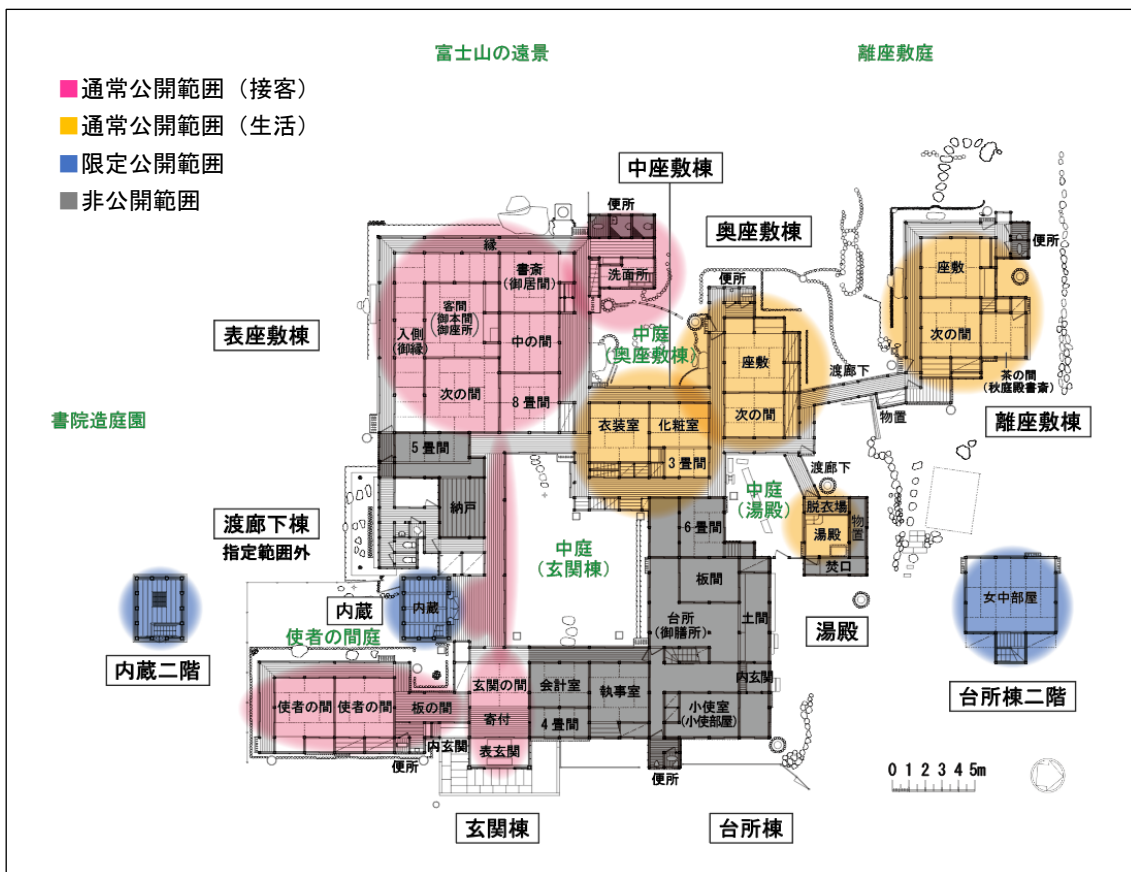 富士山の遠景
離座敷庭
■通常公開範囲（接客）
■通常公開範囲（生活）
■限定公開範囲
■非公開範囲
中座敷棟
便所
奥座敷棟
縁
書斎
(御居間)
洗面所
便所
座敷
便所
客間
(御本間
御座所)
入側
(御縁)
中の間
表座敷棟
中庭
(奥座敷棟)
座敷
次の間
渡廊下
茶の間
(秋庭殿書斎)
次の間
8畳間
衣装室
化粧室
次の間
物置
離座敷棟
書院造庭園
5畳間
3畳間
渡廊下
納戸
中庭
(湯殿)
脱衣場
物置
渡廊下棟
指定範囲外
6畳間
湯殿
中庭
(玄関棟)
焚口
板間
内蔵
内蔵
女中部屋
土間
台所
(御膳所)
湯殿
使者の間庭
内蔵二階
玄関の間
会計室
執事室
内玄関
台所棟二階
使者の間
使者の間
板の間
寄付
4畳間
小使室
(小使部屋)
内玄関
表玄関
便所
便所
0 1 2 3 4 5m
玄関棟
台所棟